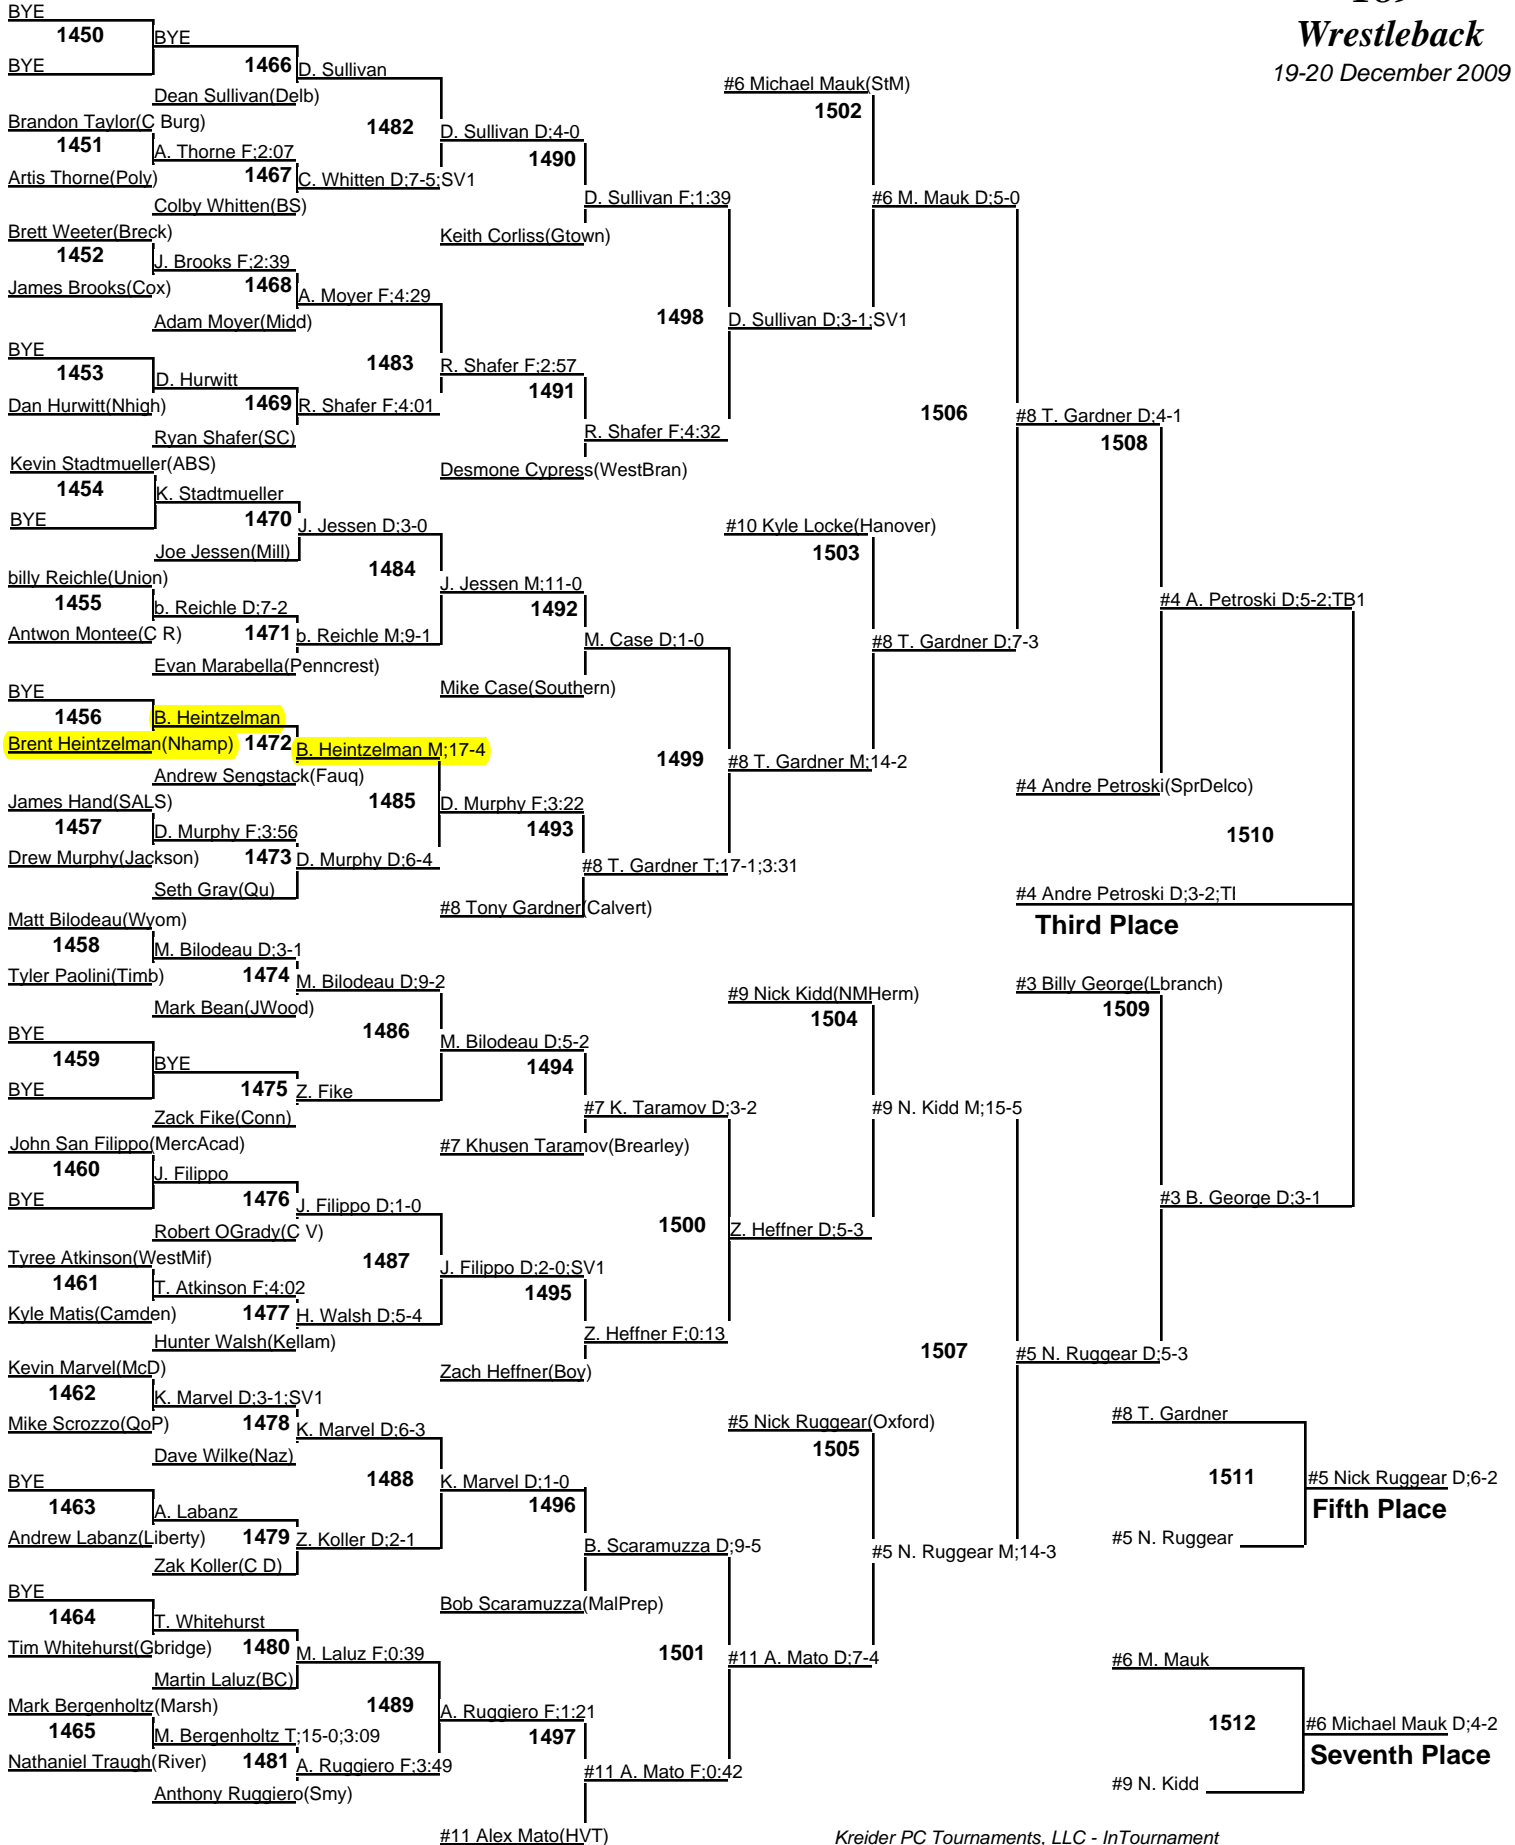 Wrestleback
19-20 December 2009
BYE
1450
BYE
BYE
1466
D. Sullivan
Dean Sullivan(Delb)
Brandon Taylor(C Burg)
1451
A. Thorne F;2:07
Artis Thorne(Poly)
1467
C. Whitten D;7-5;SV1
Colby Whitten(BS)
1482
D. Sullivan D;4-0
1490
D. Sullivan F;1:39
Keith Corliss(Gtown)
Brett Weeter(Breck)
1452
J. Brooks F;2:39
James Brooks(Cox)
1468
A. Moyer F;4:29
Adam Moyer(Midd)
BYE
1453
D. Hurwitt
Dan Hurwitt(Nhigh)
1469
R. Shafer F;4:01
Ryan Shafer(SC)
1483
R. Shafer F;2:57
1491
R. Shafer F;4:32
Desmone Cypress(WestBran)
1498
D. Sullivan D;3-1;SV1
#6 Michael Mauk(StM)
1502
#6 M. Mauk D;5-0
Kevin Stadtmueller(ABS)
1454
K. Stadtmueller
BYE
1470
J. Jessen D;3-0
Joe Jessen(Mill)
billy Reichle(Union)
1455
b. Reichle D;7-2
Antwon Montee(C R)
1471
b. Reichle M;9-1
Evan Marabella(Penncrest)
1484
J. Jessen M;11-0
1492
M. Case D;1-0
Mike Case(Southern)
BYE
1456
B. Heintzelman
Brent Heintzelman(Nhamp)
1472
B. Heintzelman M;17-4
Andrew Sengstack(Fauq)
James Hand(SALS)
1457
D. Murphy F;3:56
Drew Murphy(Jackson)
1473
D. Murphy D;6-4
Seth Gray(Qu)
1485
D. Murphy F;3:22
1493
#8 T. Gardner T;17-1;3:31
#8 Tony Gardner(Calvert)
1499
#8 T. Gardner M;14-2
#10 Kyle Locke(Hanover)
1503
#8 T. Gardner D;7-3
1506
#8 T. Gardner D;4-1
1508
#4 A. Petroski D;5-2;TB1
#4 Andre Petroski(SprDelco)
1510
#4 Andre Petroski D;3-2;T
Third Place
Matt Bilodeau(Wyom)
1458
M. Bilodeau D;3-1
Tyler Paolini(Timb)
1474
M. Bilodeau D;9-2
Mark Bean(JWood)
BYE
1459
BYE
BYE
1475
Z. Fike
Zack Fike(Conn)
1486
M. Bilodeau D;5-2
1494
#7 K. Taramov D;3-2
#7 Khusen Taramov(Brearley)
John San Filippo(MercAcad)
1460
J. Filippo
BYE
1476
J. Filippo D;1-0
Robert OGrady(C V)
Tyree Atkinson(WestMif)
1461
T. Atkinson F;4:02
Kyle Matis(Camden)
1477
H. Walsh D;5-4
Hunter Walsh(Kellam)
1487
J. Filippo D;2-0;SV1
1495
Z. Heffner F;0:13
Zach Heffner(Boy)
1500
Z. Heffner D;5-3
#9 Nick Kidd(NMHerm)
1504
#9 N. Kidd M;15-5
#3 Billy George(Lbranch)
1509
#3 B. George D;3-1
Kevin Marvel(McD)
1462
K. Marvel D;3-1;SV1
Mike Scrozzo(QoP)
1478
K. Marvel D;6-3
Dave Wilke(Naz)
BYE
1463
A. Labanz
Andrew Labanz(Liberty)
1479
Z. Koller D;2-1
Zak Koller(C D)
1488
K. Marvel D;1-0
1496
B. Scaramuzza D;9-5
Bob Scaramuzza(MalPrep)
BYE
1464
T. Whitehurst
Tim Whitehurst(Gbridge)
1480
M. Laluz F;0:39
Martin Laluz(BC)
Mark Bergenholtz(Marsh)
1465
M. Bergenholtz T;15-0;3:09
Nathaniel Traugh(River)
1481
A. Ruggiero F;3:49
Anthony Ruggiero(Smy)
1489
A. Ruggiero F;1:21
1497
#11 A. Mato F;0:42
#11 Alex Mato(HVT)
1501
#11 A. Mato D;7-4
#5 Nick Ruggear(Oxford)
1505
#5 N. Ruggear M;14-3
1507
#5 N. Ruggear D;5-3
#8 T. Gardner
1511
#5 Nick Ruggear D;6-2
Fifth Place
#5 N. Ruggear
#6 M. Mauk
1512
#6 Michael Mauk D;4-2
Seventh Place
#9 N. Kidd
Kreider PC Tournaments, LLC - InTournament